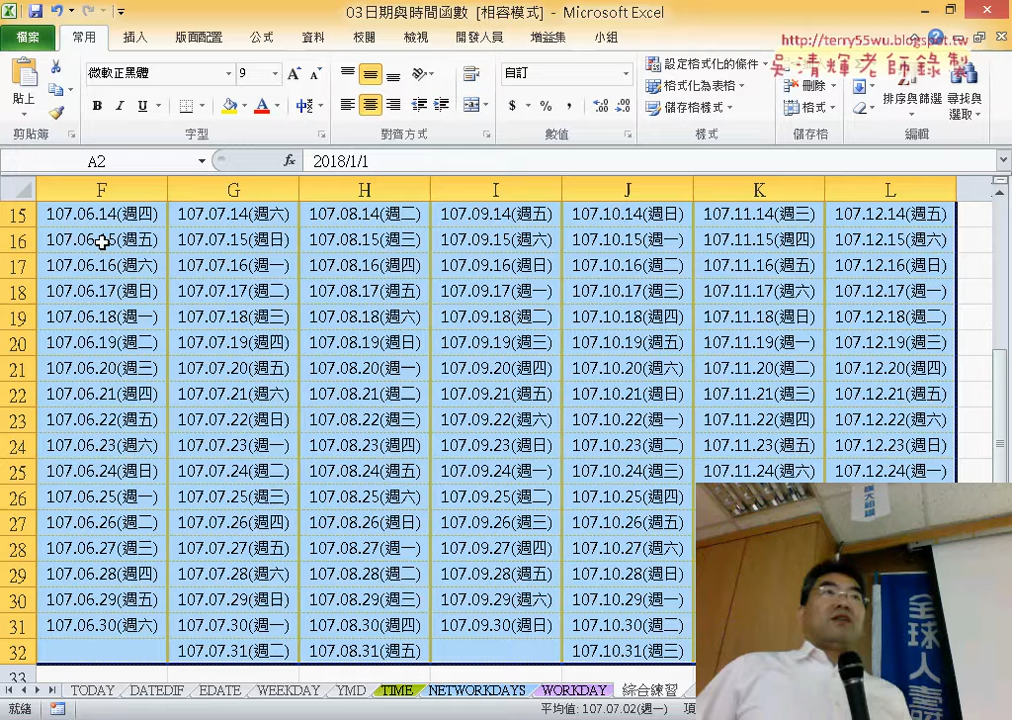 03日期與時間函數 [相容模式] - Microsoft Excel
檔案 常用 插入 版面配置 公式 資料 校閱 檢視 開發人員 增益集 小組
http://terry55wu.blogspot.tw
吳清輝老師錄製
微軟正黑體 9 自訂 設定格式化的條件
貼上 B I U 格式化為表格 刪除 排序與篩選 尋找與選取
$ % , 儲存格樣式 格式
剪貼簿 字型 對齊方式 數值 樣式 儲存格 編輯
A2 fx 2018/1/1
F G H I J K L
15 107.06.14(週四) 107.07.14(週六) 107.08.14(週二) 107.09.14(週五) 107.10.14(週日) 107.11.14(週三) 107.12.14(週五)
16 107.06.15(週五) 107.07.15(週日) 107.08.15(週三) 107.09.15(週六) 107.10.15(週一) 107.11.15(週四) 107.12.15(週六)
17 107.06.16(週六) 107.07.16(週一) 107.08.16(週四) 107.09.16(週日) 107.10.16(週二) 107.11.16(週五) 107.12.16(週日)
18 107.06.17(週日) 107.07.17(週二) 107.08.17(週五) 107.09.17(週一) 107.10.17(週三) 107.11.17(週六) 107.12.17(週一)
19 107.06.18(週一) 107.07.18(週三) 107.08.18(週六) 107.09.18(週二) 107.10.18(週四) 107.11.18(週日) 107.12.18(週二)
20 107.06.19(週二) 107.07.19(週四) 107.08.19(週日) 107.09.19(週三) 107.10.19(週五) 107.11.19(週一) 107.12.19(週三)
21 107.06.20(週三) 107.07.20(週五) 107.08.20(週一) 107.09.20(週四) 107.10.20(週六) 107.11.20(週二) 107.12.20(週四)
22 107.06.21(週四) 107.07.21(週六) 107.08.21(週二) 107.09.21(週五) 107.10.21(週日) 107.11.21(週三) 107.12.21(週五)
23 107.06.22(週五) 107.07.22(週日) 107.08.22(週三) 107.09.22(週六) 107.10.22(週一) 107.11.22(週四) 107.12.22(週六)
24 107.06.23(週六) 107.07.23(週一) 107.08.23(週四) 107.09.23(週日) 107.10.23(週二) 107.11.23(週五) 107.12.23(週日)
25 107.06.24(週日) 107.07.24(週二) 107.08.24(週五) 107.09.24(週一) 107.10.24(週三) 107.11.24(週六) 107.12.24(週一)
26 107.06.25(週一) 107.07.25(週三) 107.08.25(週六) 107.09.25(週二) 107.10.25(週四)
27 107.06.26(週二) 107.07.26(週四) 107.08.26(週日) 107.09.26(週三) 107.10.26(週五)
28 107.06.27(週三) 107.07.27(週五) 107.08.27(週一) 107.09.27(週四) 107.10.27(週六)
29 107.06.28(週四) 107.07.28(週六) 107.08.28(週二) 107.09.28(週五) 107.10.28(週日)
30 107.06.29(週五) 107.07.29(週日) 107.08.29(週三) 107.09.29(週六) 107.10.29(週一)
31 107.06.30(週六) 107.07.30(週一) 107.08.30(週四) 107.09.30(週日) 107.10.30(週二)
32 107.07.31(週二) 107.08.31(週五) 107.10.31(週三)
33
全球人壽
TODAY DATEDIF EDATE WEEKDAY YMD TIME NETWORKDAYS WORKDAY 綜合練習
就緒 平均值: 107.07.02(週一) 項